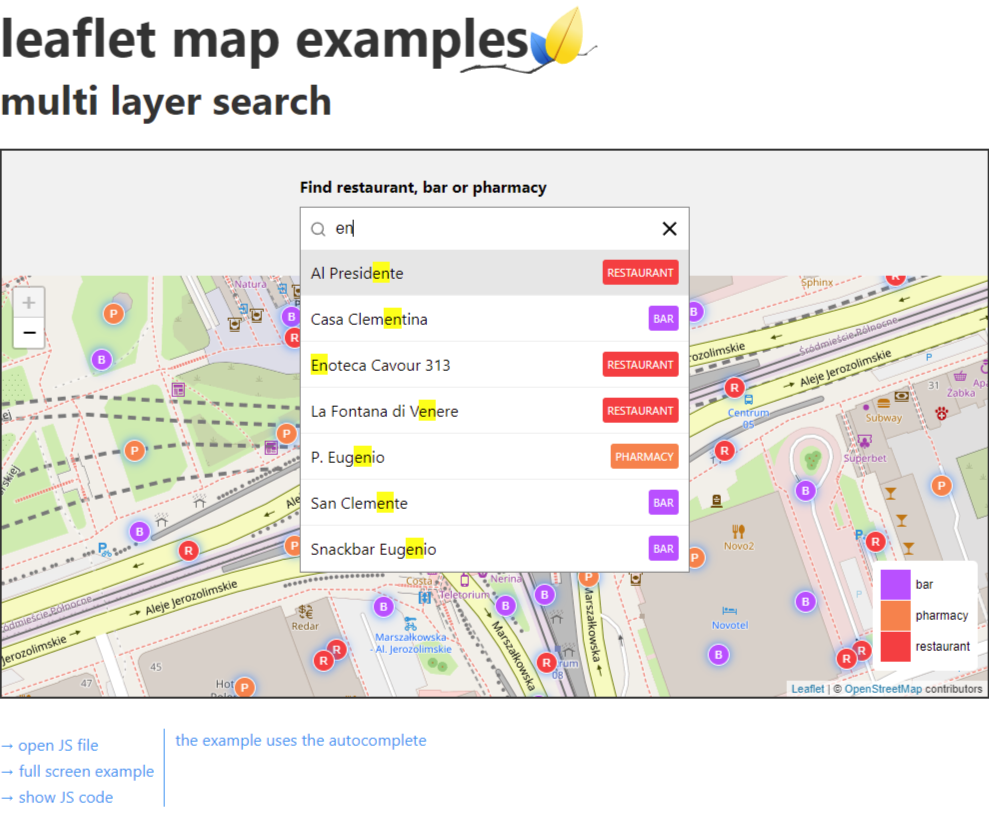 leaflet map examples
multi layer search
Find restaurant, bar or pharmacy
en
Al Presidente RESTAURANT
Casa Clementina BAR
Enoteca Cavour 313 RESTAURANT
La Fontana di Venere RESTAURANT
P. Eugenio PHARMACY
San Clemente BAR
Snackbar Eugenio BAR
+
−
Natura
P
B
B
R
P
P
B
R
P
Aleje Jerozolimskie
45
47
Redar
R
R
P
B
Marszałkowska
- Al. Jerozolimskie
Costa
Teletorium
Nerina
B
B
P
R
08
Marszałkowska
Marszałkowska
Sphinx
R
B
Śródmieście Północne
Aleje Jerozolimskie
P
R
Centrum
05
R
Subway
31
Żabka
Superbet
B
P
P
R
P
Novo2
P
B
Novotel
B
R
R
bar
pharmacy
restaurant
Leaflet | © OpenStreetMap contributors
→ open JS file
→ full screen example
→ show JS code
the example uses the autocomplete